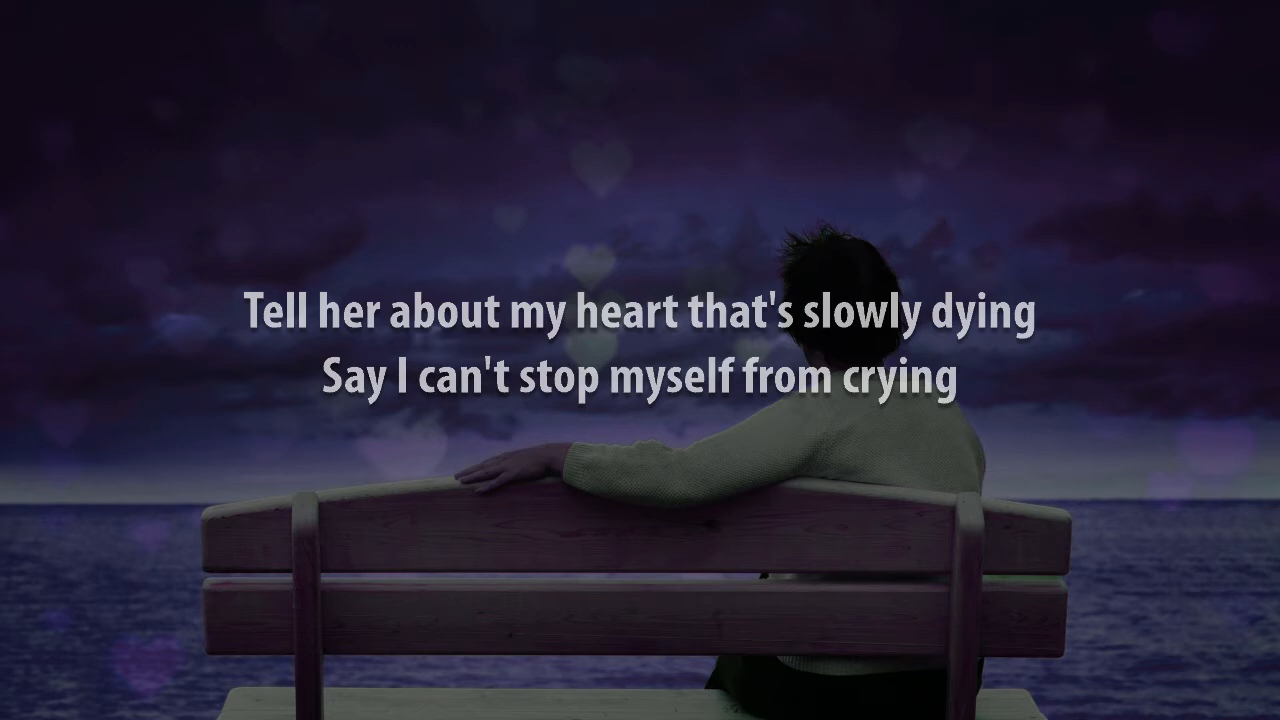 Tell her about my heart that's slowly dying
Say I can't stop myself from crying